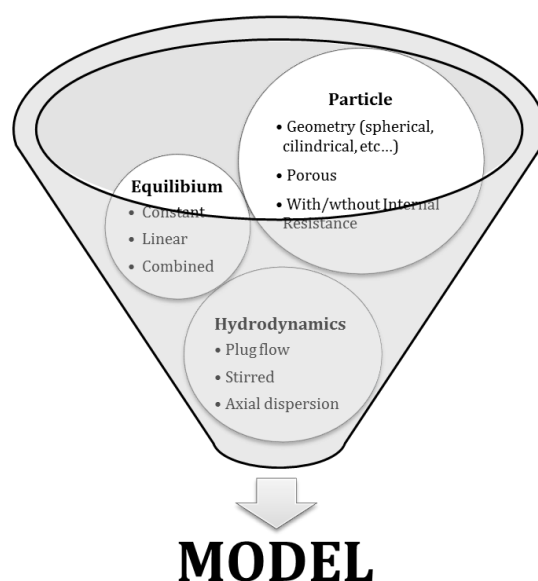 Particle
• Geometry (spherical,
cilindrical, etc...)
• Porous
• With/wthout Internal
Resistance
Equilibium
• Constant
• Linear
• Combined
Hydrodynamics
• Plug flow
• Stirred
• Axial dispersion
MODEL